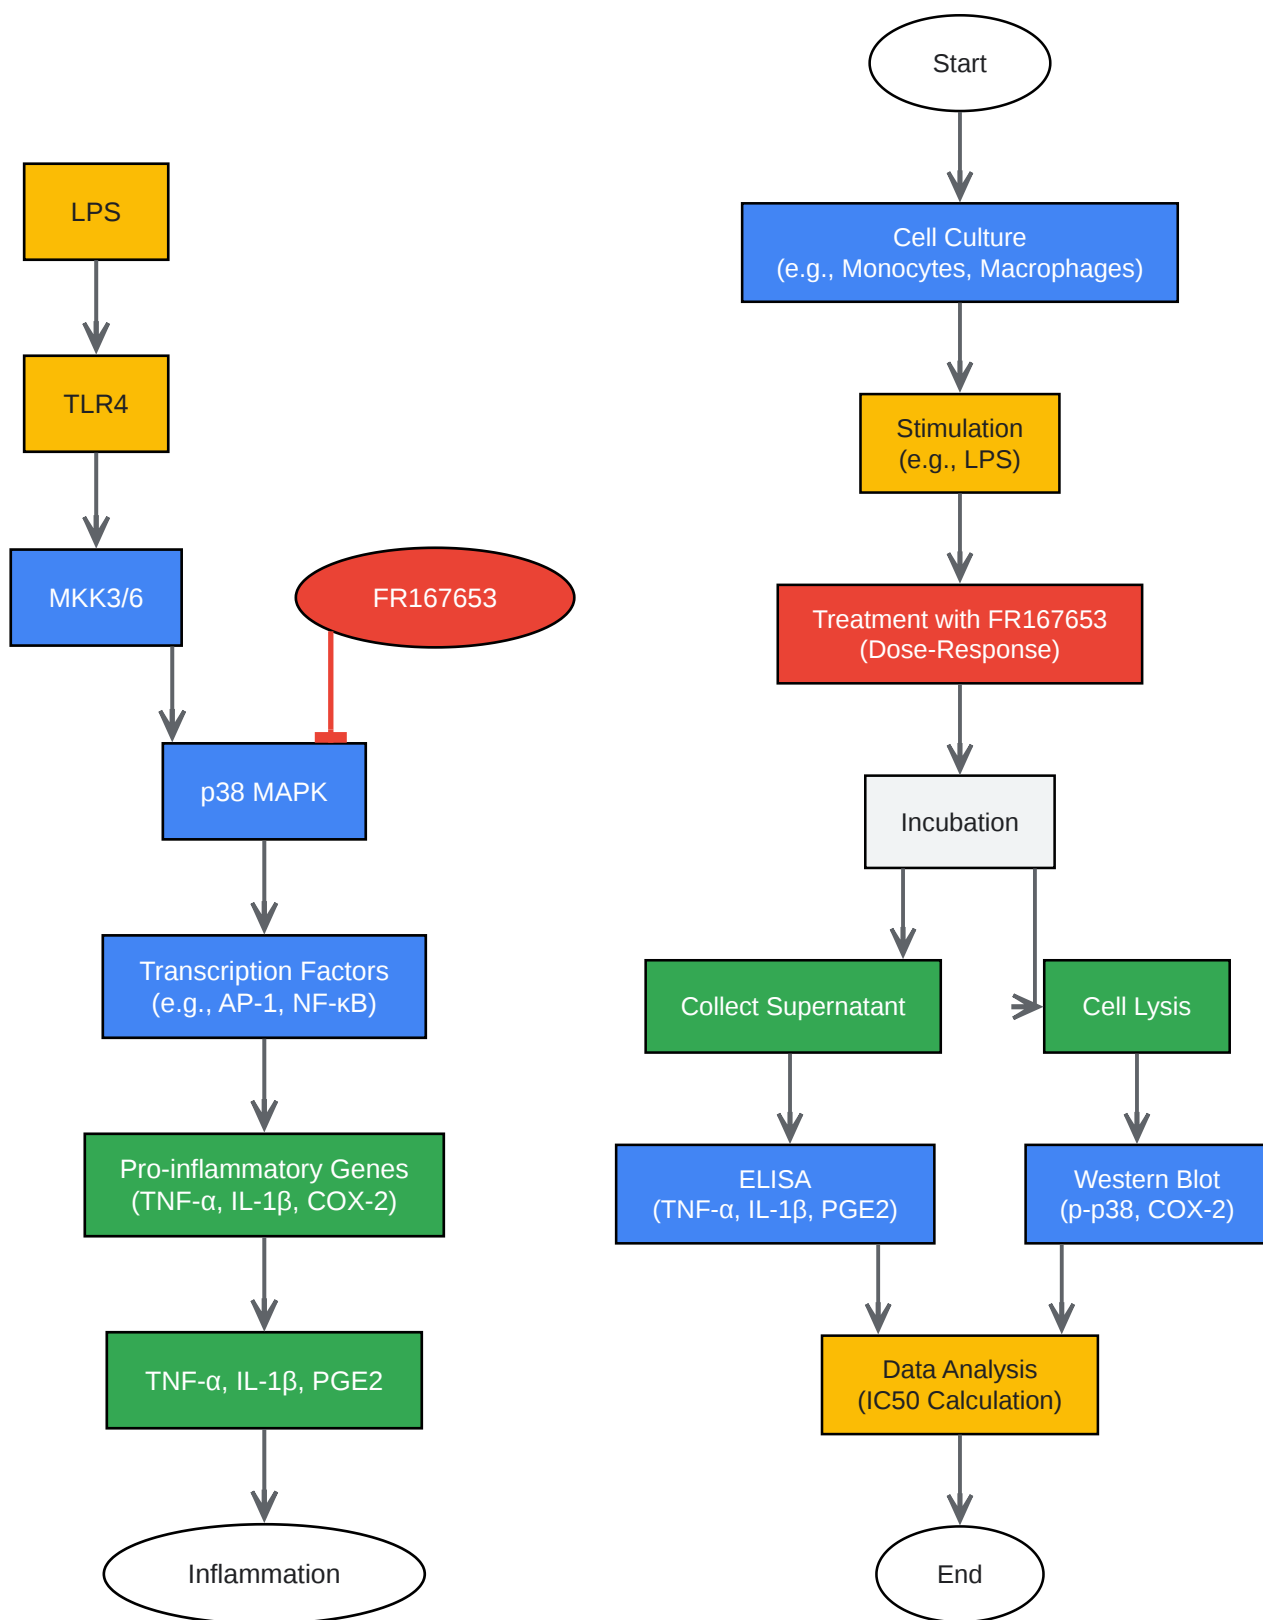 LPS
TLR4
MKK3/6
FR167653
p38 MAPK
Transcription Factors
(e.g., AP-1, NF-κB)
Pro-inflammatory Genes
(TNF-α, IL-1β, COX-2)
TNF-α, IL-1β, PGE2
Inflammation
Start
Cell Culture
(e.g., Monocytes, Macrophages)
Stimulation
(e.g., LPS)
Treatment with FR167653
(Dose-Response)
Incubation
Collect Supernatant
Cell Lysis
ELISA
(TNF-α, IL-1β, PGE2)
Western Blot
(p-p38, COX-2)
Data Analysis
(IC50 Calculation)
End